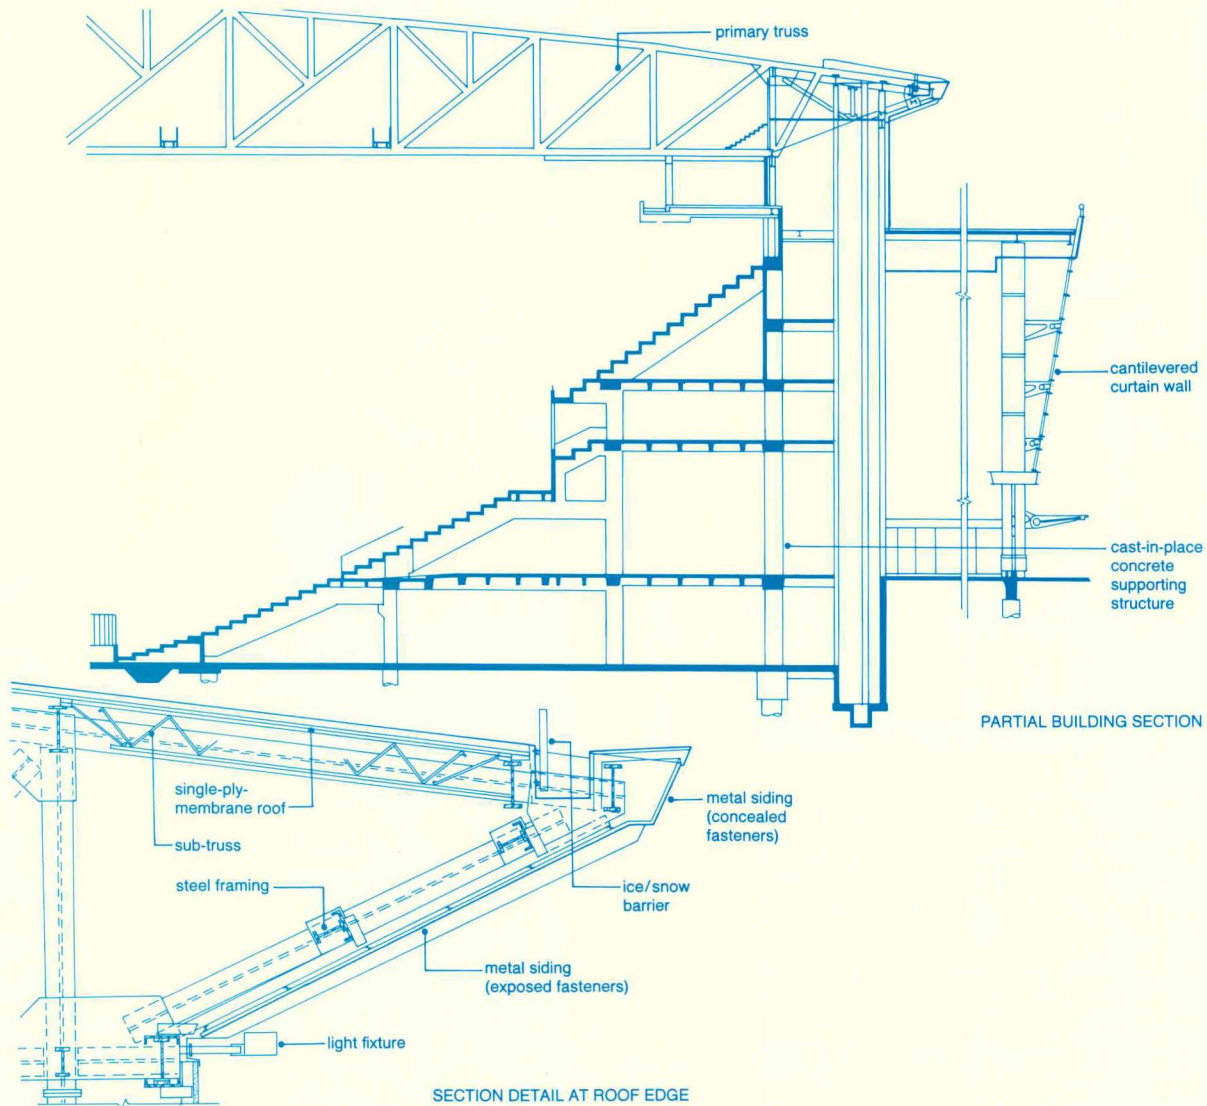 primary truss
cantilevered
curtain wall
cast-in-place
concrete
supporting
structure
PARTIAL BUILDING SECTION
single-ply-
membrane roof
sub-truss
steel framing
metal siding
(concealed
fasteners)
ice/snow
barrier
metal siding
(exposed fasteners)
light fixture
SECTION DETAIL AT ROOF EDGE